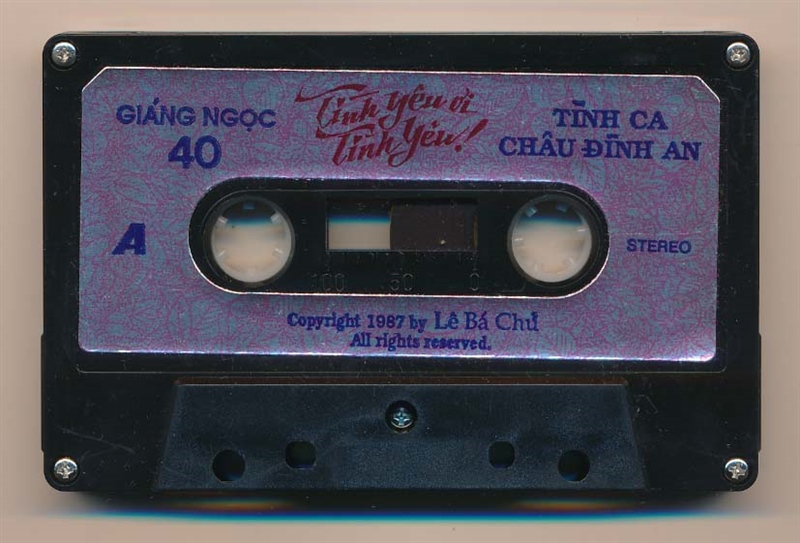 GIÁNG NGỌC
40
Tình yêu ơi
Tình Yêu!
TÌNH CA
CHÂU ĐÌNH AN
A
STEREO
100 50 0
Copyright 1987 by Lê Bá Chư
All rights reserved.